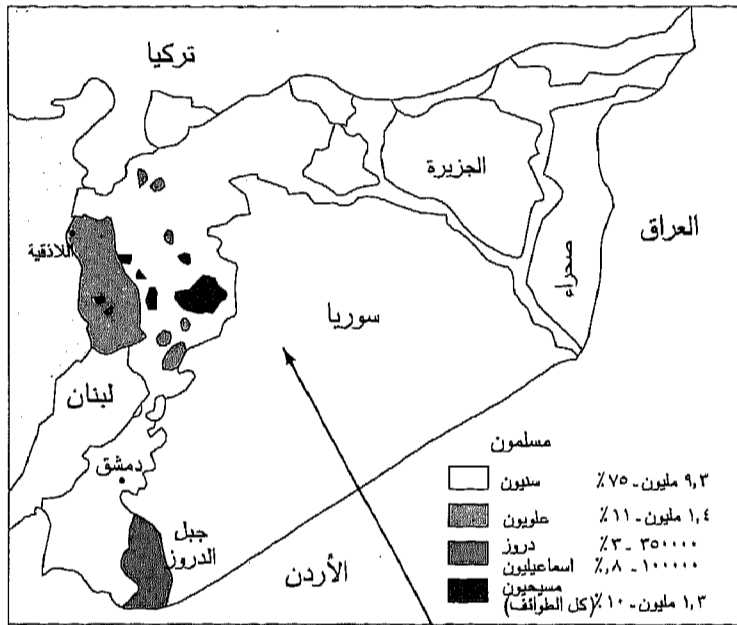 تركيا
الجزيرة
العراق
صحراء
اللاذقية
سوريا
لبنان
دمشق
جبل
الدروز
الأردن
مسلمون
سنيون ٩,٣ مليون - ٧٥٪
علويون ١,٤ مليون - ١١٪
دروز ٣٥٠٠٠٠ - ٣٪
اسماعيليون ١٠٠٠٠٠ - ٨,٪
مسيحيون
(كل الطوائف) ١,٣ مليون - ١٠٪